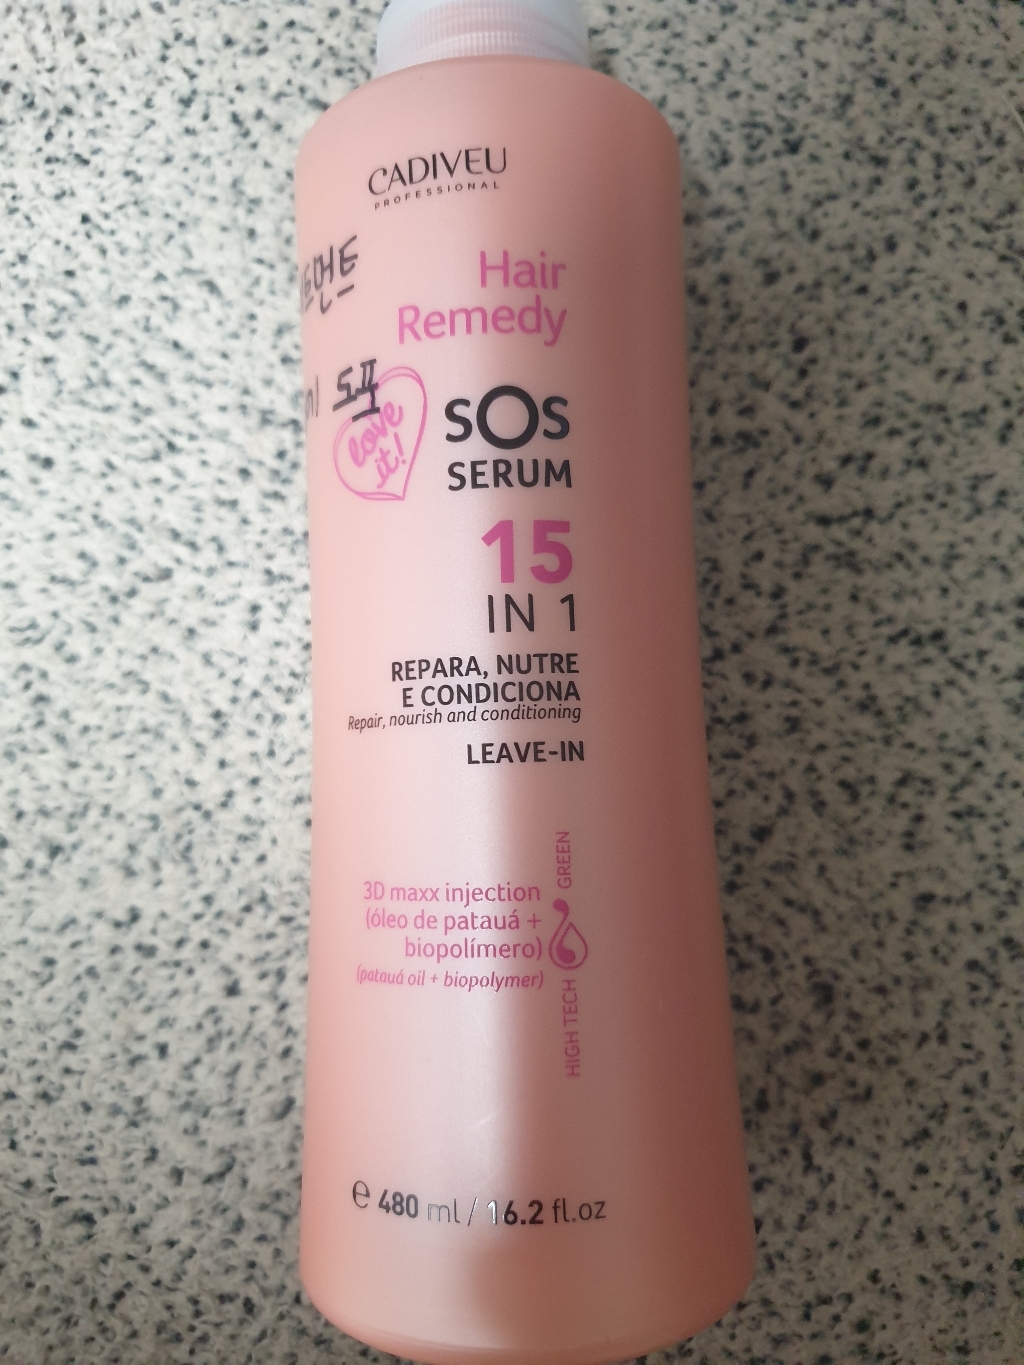 CADIVEU
PROFESSIONAL
Hair
Remedy
도포
love
it!
SOS
SERUM
15
IN 1
REPARA, NUTRE
E CONDICIONA
Repair, nourish and conditioning
LEAVE-IN
3D maxx injection
(óleo de patauá +
biopolímero)
(patauá oil + biopolymer)
HIGH TECH
GREEN
e 480 ml / 16.2 fl.oz